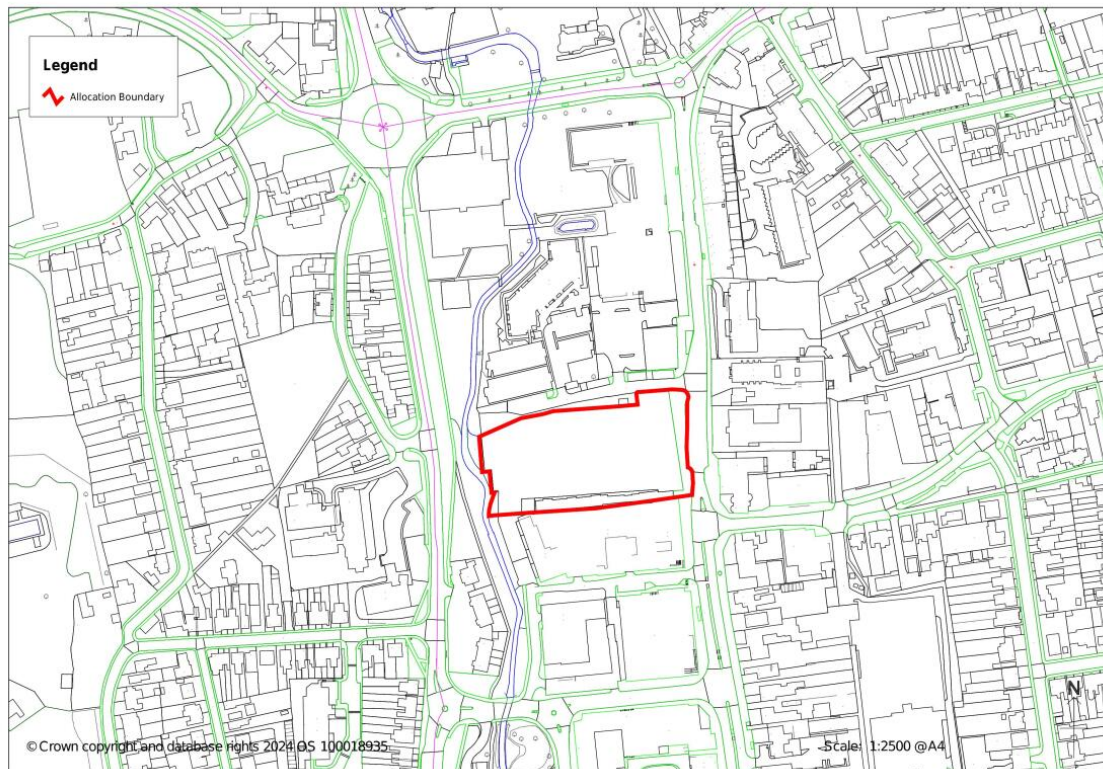 Legend
Allocation Boundary
N
© Crown copyright and database rights 2024 OS 100018935
Scale: 1:2500 @A4